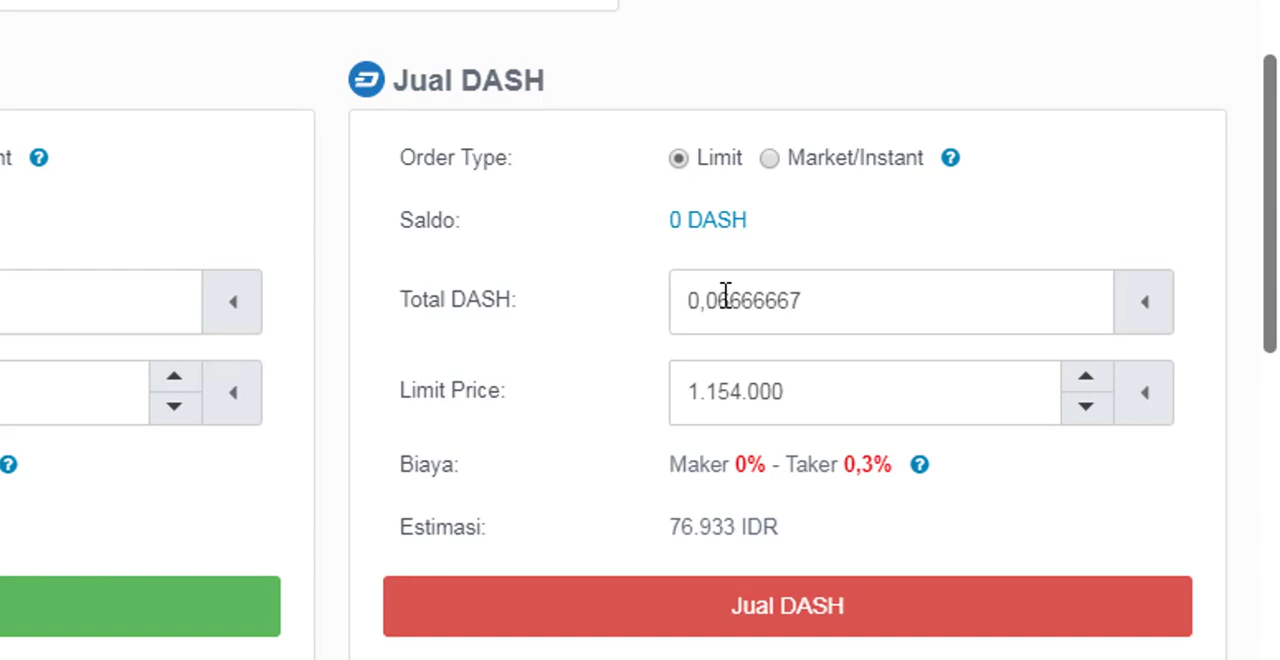 Jual DASH
nt ?
Order Type: Limit Market/Instant ?
Saldo: 0 DASH
Total DASH: 0,06666667
Limit Price: 1.154.000
? Biaya: Maker 0% - Taker 0,3% ?
Estimasi: 76.933 IDR
Jual DASH